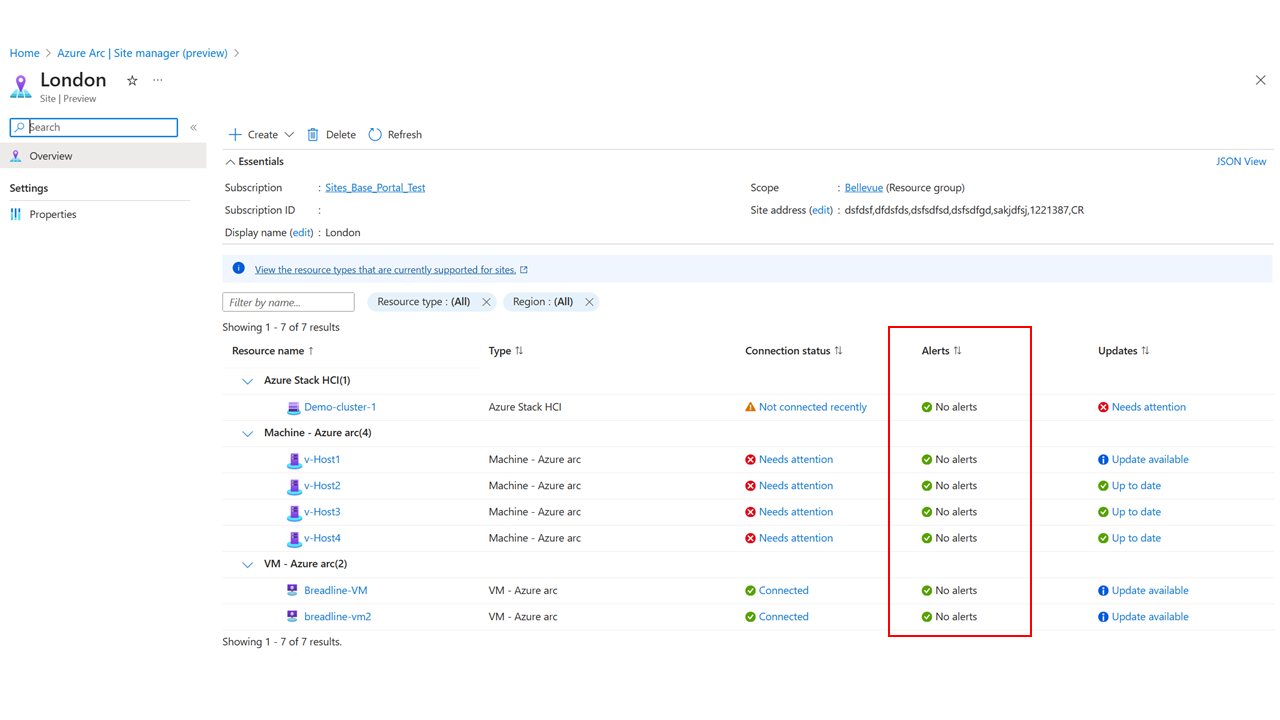 Home > Azure Arc | Site manager (preview) >
London
Site | Preview
Search
«
Overview
Settings
Properties
Create
Delete
Refresh
Essentials
JSON View
Subscription : Sites_Base_Portal_Test
Scope : Bellevue (Resource group)
Subscription ID :
Site address (edit) : dsfdsf,dfdsfds,dsfsdfsd,dsfsdfgd,sakjdfsj,1221387,CR
Display name (edit) : London
View the resource types that are currently supported for sites.
Filter by name... Resource type : (All) Region : (All)
Showing 1 - 7 of 7 results
Resource name ↑ Type ↑↓ Connection status ↑↓ Alerts ↑↓ Updates ↑↓
Azure Stack HCI(1)
Demo-cluster-1 Azure Stack HCI Not connected recently No alerts Needs attention
Machine - Azure arc(4)
v-Host1 Machine - Azure arc Needs attention No alerts Update available
v-Host2 Machine - Azure arc Needs attention No alerts Up to date
v-Host3 Machine - Azure arc Needs attention No alerts Up to date
v-Host4 Machine - Azure arc Needs attention No alerts Up to date
VM - Azure arc(2)
Breadline-VM VM - Azure arc Connected No alerts Update available
breadline-vm2 VM - Azure arc Connected No alerts Update available
Showing 1 - 7 of 7 results.